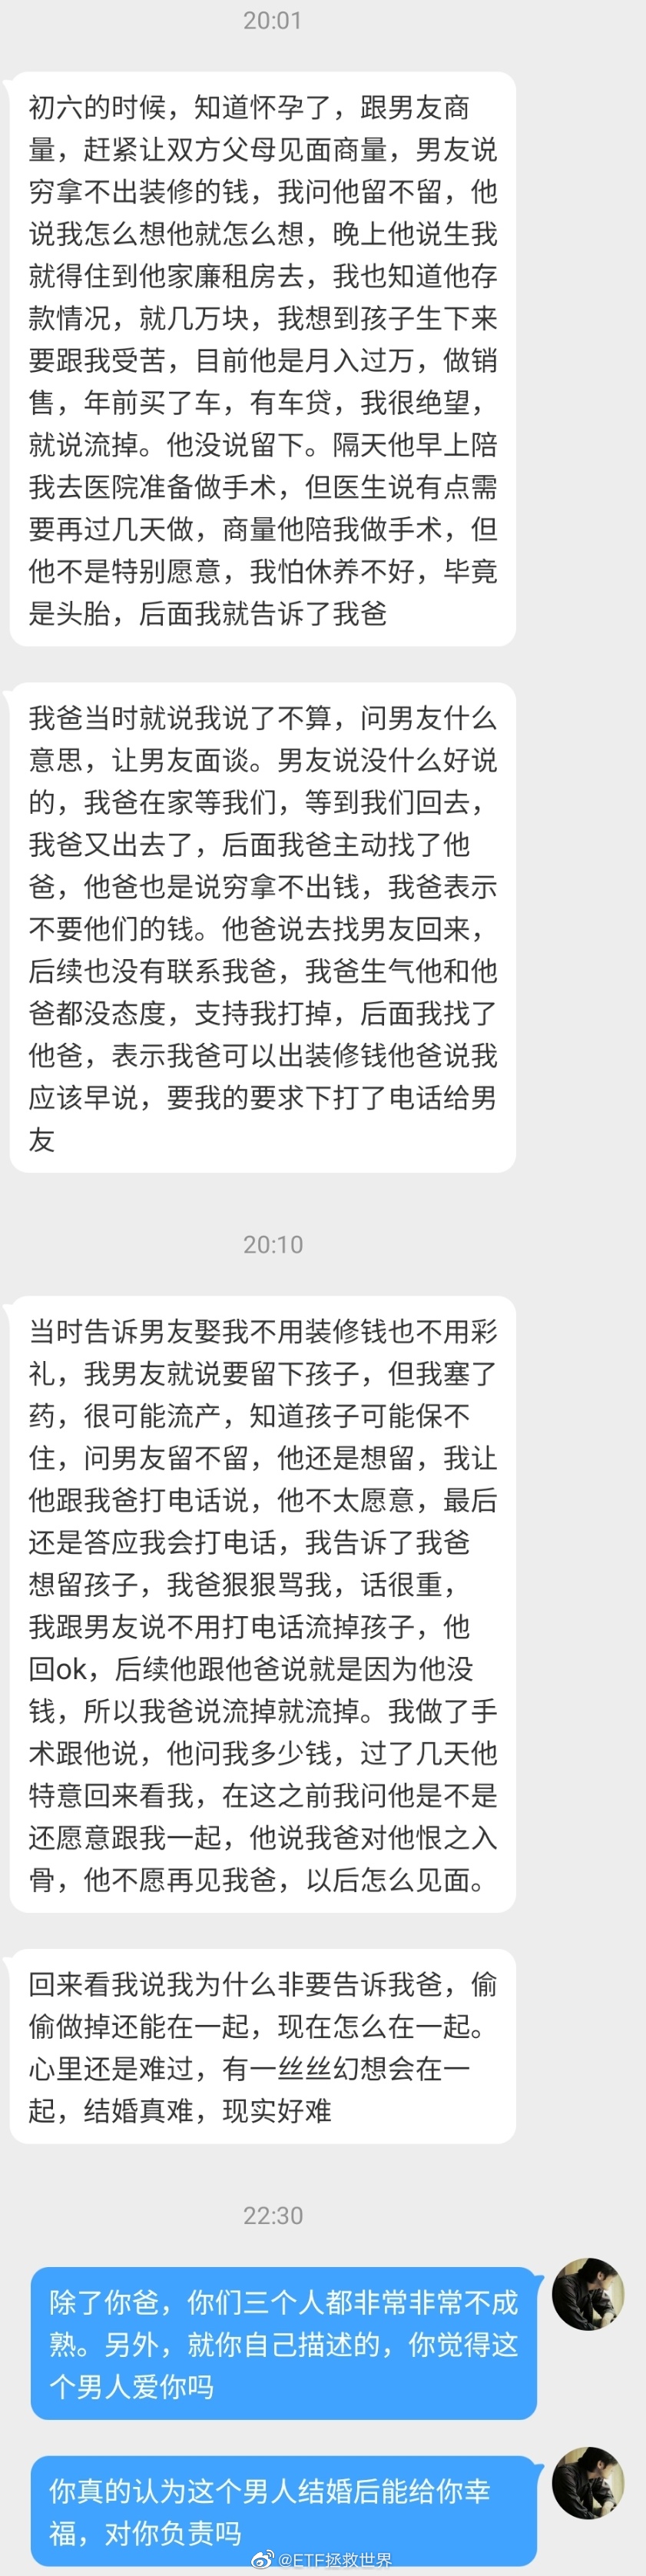 20:01
初六的时候，知道怀孕了，跟男友商
量，赶紧让双方父母见面商量，男友说
穷拿不出装修的钱，我问他留不留，他
说我怎么想他就怎么想，晚上他说生我
就得住到他家廉租房去，我也知道他存
款情况，就几万块，我想到孩子生下来
要跟我受苦，目前他是月入过万，做销
售，年前买了车，有车贷，我很绝望，
就说流掉。他没说留下。隔天他早上陪
我去医院准备做手术，但医生说有点需
要再过几天做，商量他陪我做手术，但
他不是特别愿意，我怕休养不好，毕竟
是头胎，后面我就告诉了我爸
我爸当时就说我说了不算，问男友什么
意思，让男友面谈。男友说没什么好说
的，我爸在家等我们，等到我们回去，
我爸又出去了，后面我爸主动找了他
爸，他爸也是说穷拿不出钱，我爸表示
不要他们的钱。他爸说去找男友回来，
后续也没有联系我爸，我爸生气他和他
爸都没态度，支持我打掉，后面我找了
他爸，表示我爸可以出装修钱他爸说我
应该早说，要我的要求下打了电话给男
友
20:10
当时告诉男友娶我不用装修钱也不用彩
礼，我男友就说要留下孩子，但我塞了
药，很可能流产，知道孩子可能保不
住，问男友留不留，他还是想留，我让
他跟我爸打电话说，他不太愿意，最后
还是答应我会打电话，我告诉了我爸
想留孩子，我爸狠狠骂我，话很重，
我跟男友说不用打电话流掉孩子，他
回ok，后续他跟他爸说就是因为他没
钱，所以我爸说流掉就流掉。我做了手
术跟他说，他问我多少钱，过了几天他
特意回来看我，在这之前我问他是不是
还愿意跟我一起，他说我爸对他恨之入
骨，他不愿再见我爸，以后怎么见面。
回来看我说我为什么非要告诉我爸，偷
偷做掉还能在一起，现在怎么在一起。
心里还是难过，有一丝丝幻想会在一
起，结婚真难，现实好难
22:30
除了你爸，你们三个人都非常非常不成
熟。另外，就你自己描述的，你觉得这
个男人爱你吗
你真的认为这个男人结婚后能给你幸
福，对你负责吗
@ETF拯救世界